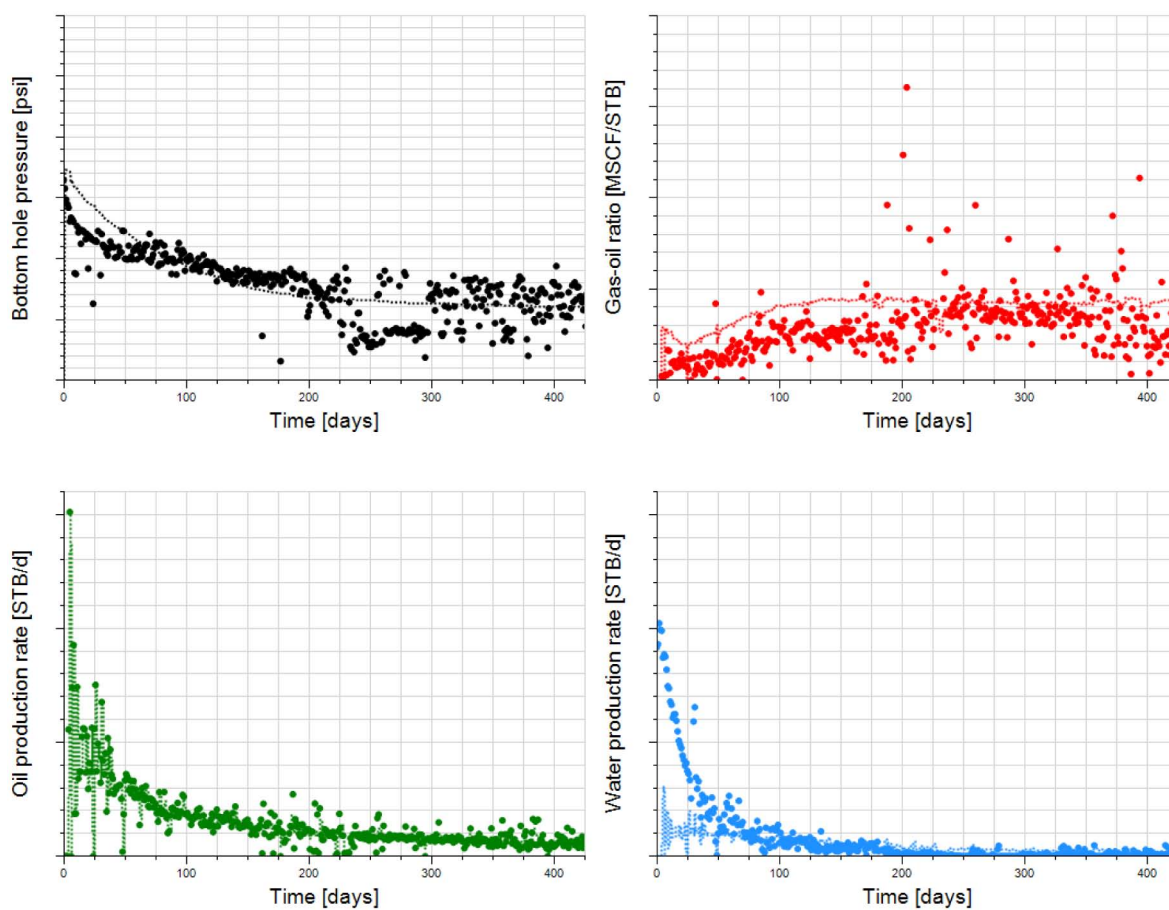 Bottom hole pressure [psi]
0 100 200 300 400
Time [days]
Gas-oil ratio [MSCF/STB]
0 100 200 300 400
Time [days]
Oil production rate [STB/d]
0 100 200 300 400
Time [days]
Water production rate [STB/d]
0 100 200 300 400
Time [days]